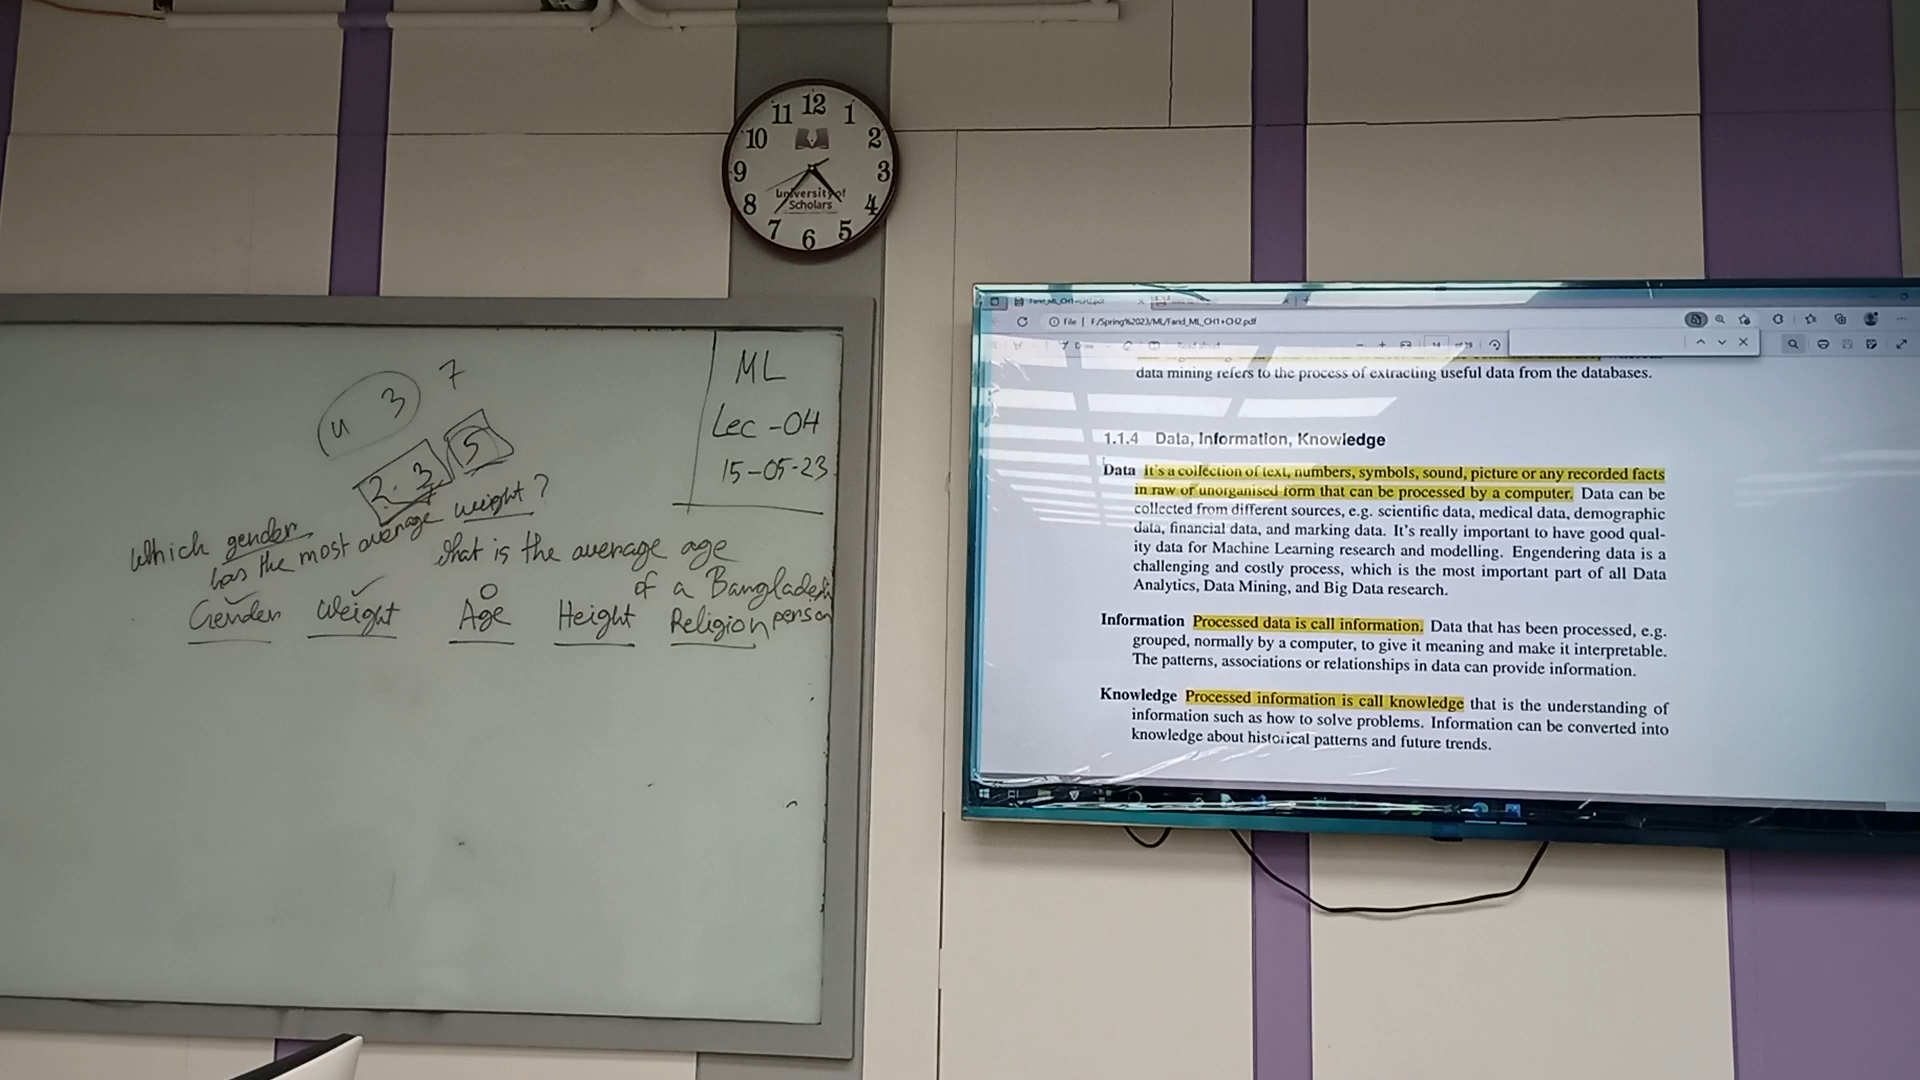 11 12 1
10 2
9 3
8 4
7 6 5
University of
Scholars
ML
Lec -04
15-05-23
4 3 7
2. 3 5
Which gender
has the most average weight?
what is the average age
of a Bangladesh
person
Gender Weight Age Height Religion
File | F:/Spring%2023/ML/Farid_ML_CH1+CH2.pdf
data mining refers to the process of extracting useful data from the databases.
1.1.4 Data, Information, Knowledge
Data It's a collection of text, numbers, symbols, sound, picture or any recorded facts
in raw or unorganised form that can be processed by a computer. Data can be
collected from different sources, e.g. scientific data, medical data, demographic
data, financial data, and marking data. It's really important to have good qual-
ity data for Machine Learning research and modelling. Engendering data is a
challenging and costly process, which is the most important part of all Data
Analytics, Data Mining, and Big Data research.
Information Processed data is call information. Data that has been processed, e.g.
grouped, normally by a computer, to give it meaning and make it interpretable.
The patterns, associations or relationships in data can provide information.
Knowledge Processed information is call knowledge that is the understanding of
information such as how to solve problems. Information can be converted into
knowledge about historical patterns and future trends.